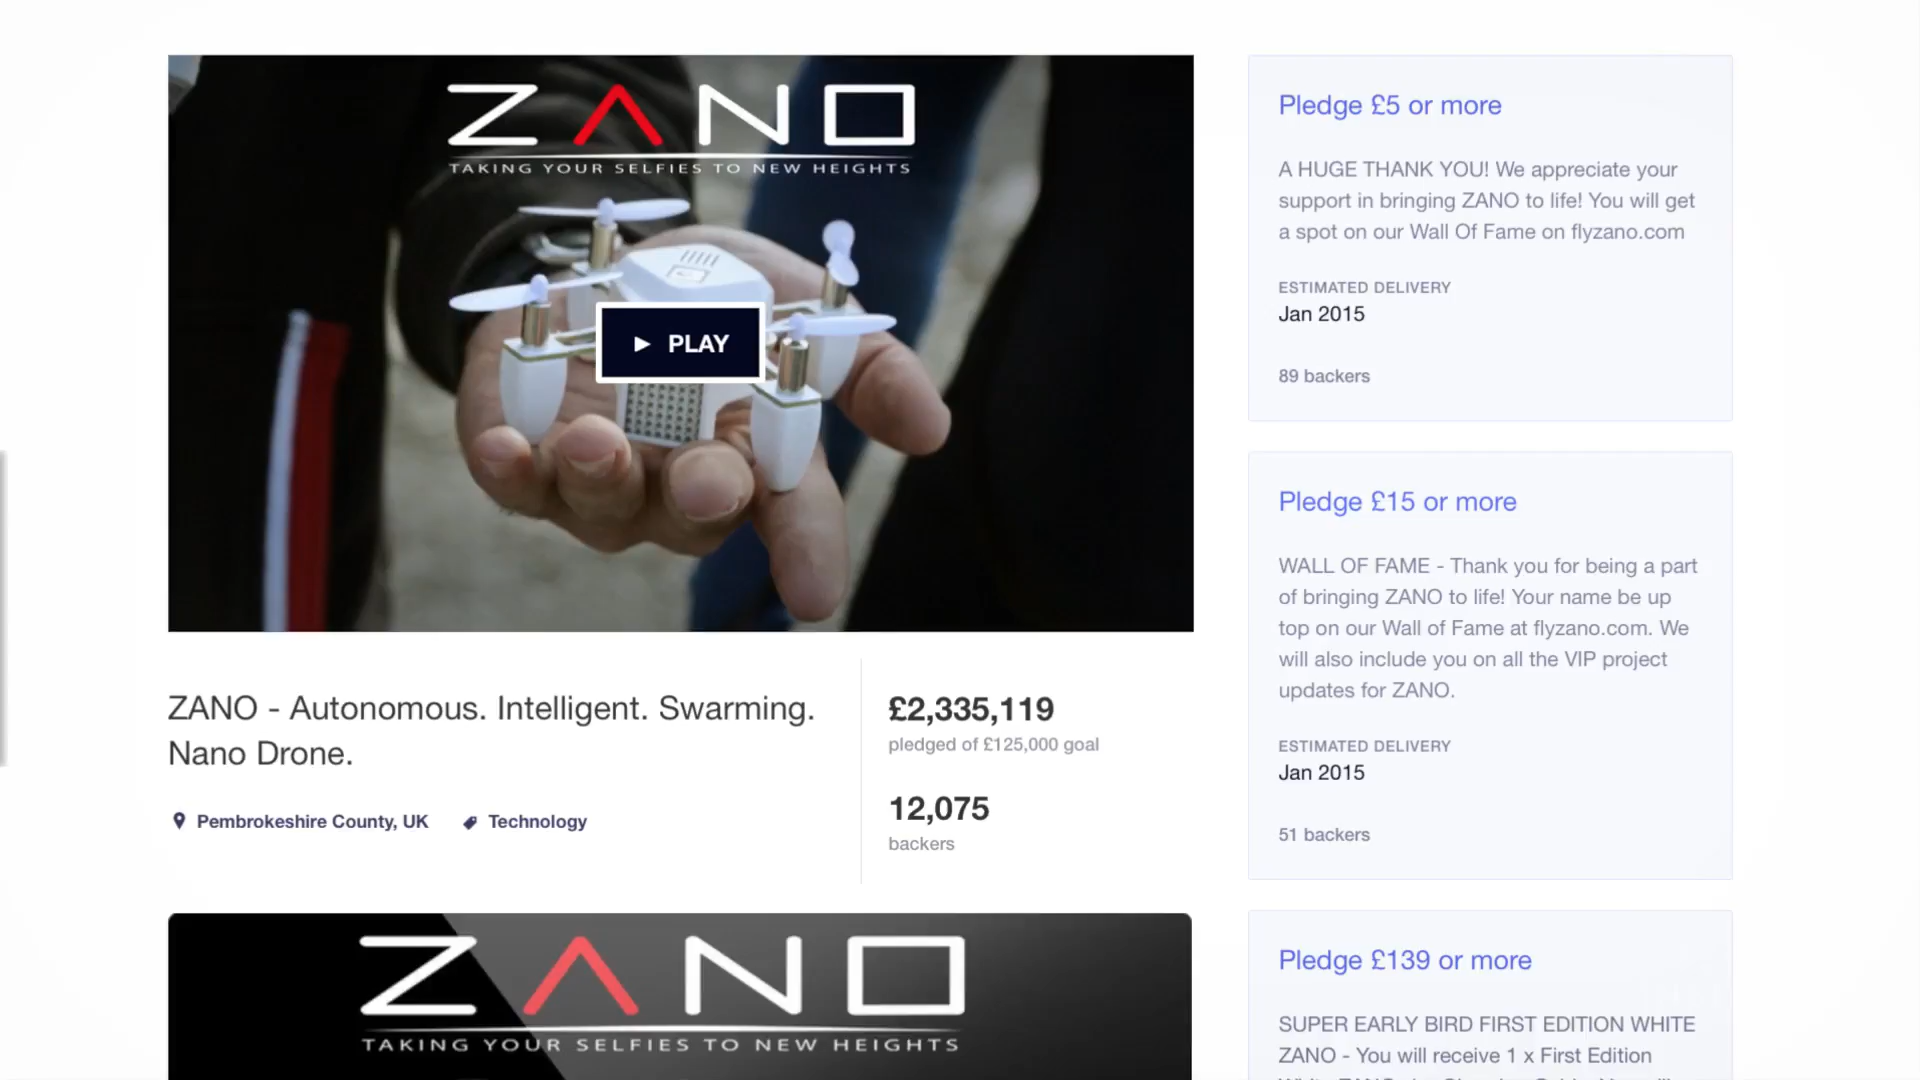 ZANO
TAKING YOUR SELFIES TO NEW HEIGHTS
PLAY
ZANO - Autonomous. Intelligent. Swarming.
Nano Drone.
Pembrokeshire County, UK
Technology
£2,335,119
pledged of £125,000 goal
12,075
backers
ZANO
TAKING YOUR SELFIES TO NEW HEIGHTS
Pledge £5 or more
A HUGE THANK YOU! We appreciate your
support in bringing ZANO to life! You will get
a spot on our Wall Of Fame on flyzano.com
ESTIMATED DELIVERY
Jan 2015
89 backers
Pledge £15 or more
WALL OF FAME - Thank you for being a part
of bringing ZANO to life! Your name be up
top on our Wall of Fame at flyzano.com. We
will also include you on all the VIP project
updates for ZANO.
ESTIMATED DELIVERY
Jan 2015
51 backers
Pledge £139 or more
SUPER EARLY BIRD FIRST EDITION WHITE
ZANO - You will receive 1 x First Edition